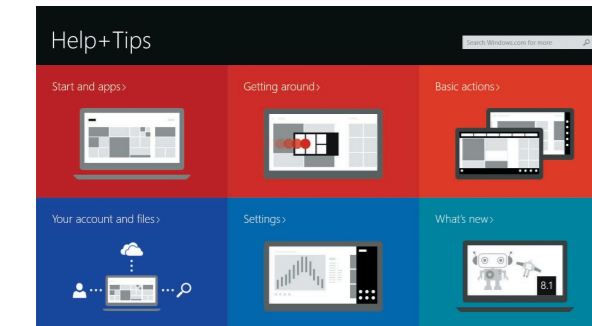 Help+Tips
Search Windows.com for more
Start and apps>
Getting around>
Basic actions>
Your account and files>
Settings>
What's new>
8.1